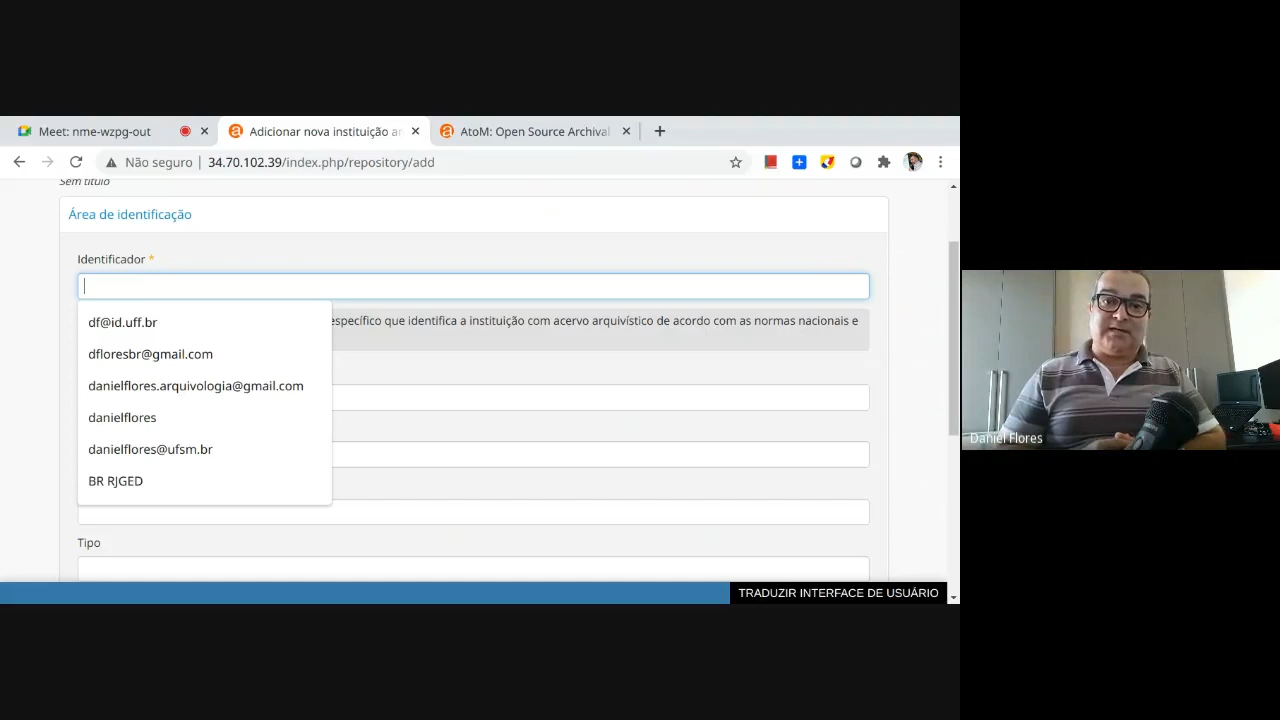 Meet: nme-wzpg-out
Adicionar nova instituição ar
AtoM: Open Source Archival
Não seguro
34.70.102.39/index.php/repository/add
Sem título
Área de identificação
Identificador *
específico que identifica a instituição com acervo arquivístico de acordo com as normas nacionais e
df@id.uff.br
dfloresbr@gmail.com
danielflores.arquivologia@gmail.com
danielflores
danielflores@ufsm.br
BR RJGED
Tipo
TRADUZIR INTERFACE DE USUÁRIO
Daniel Flores